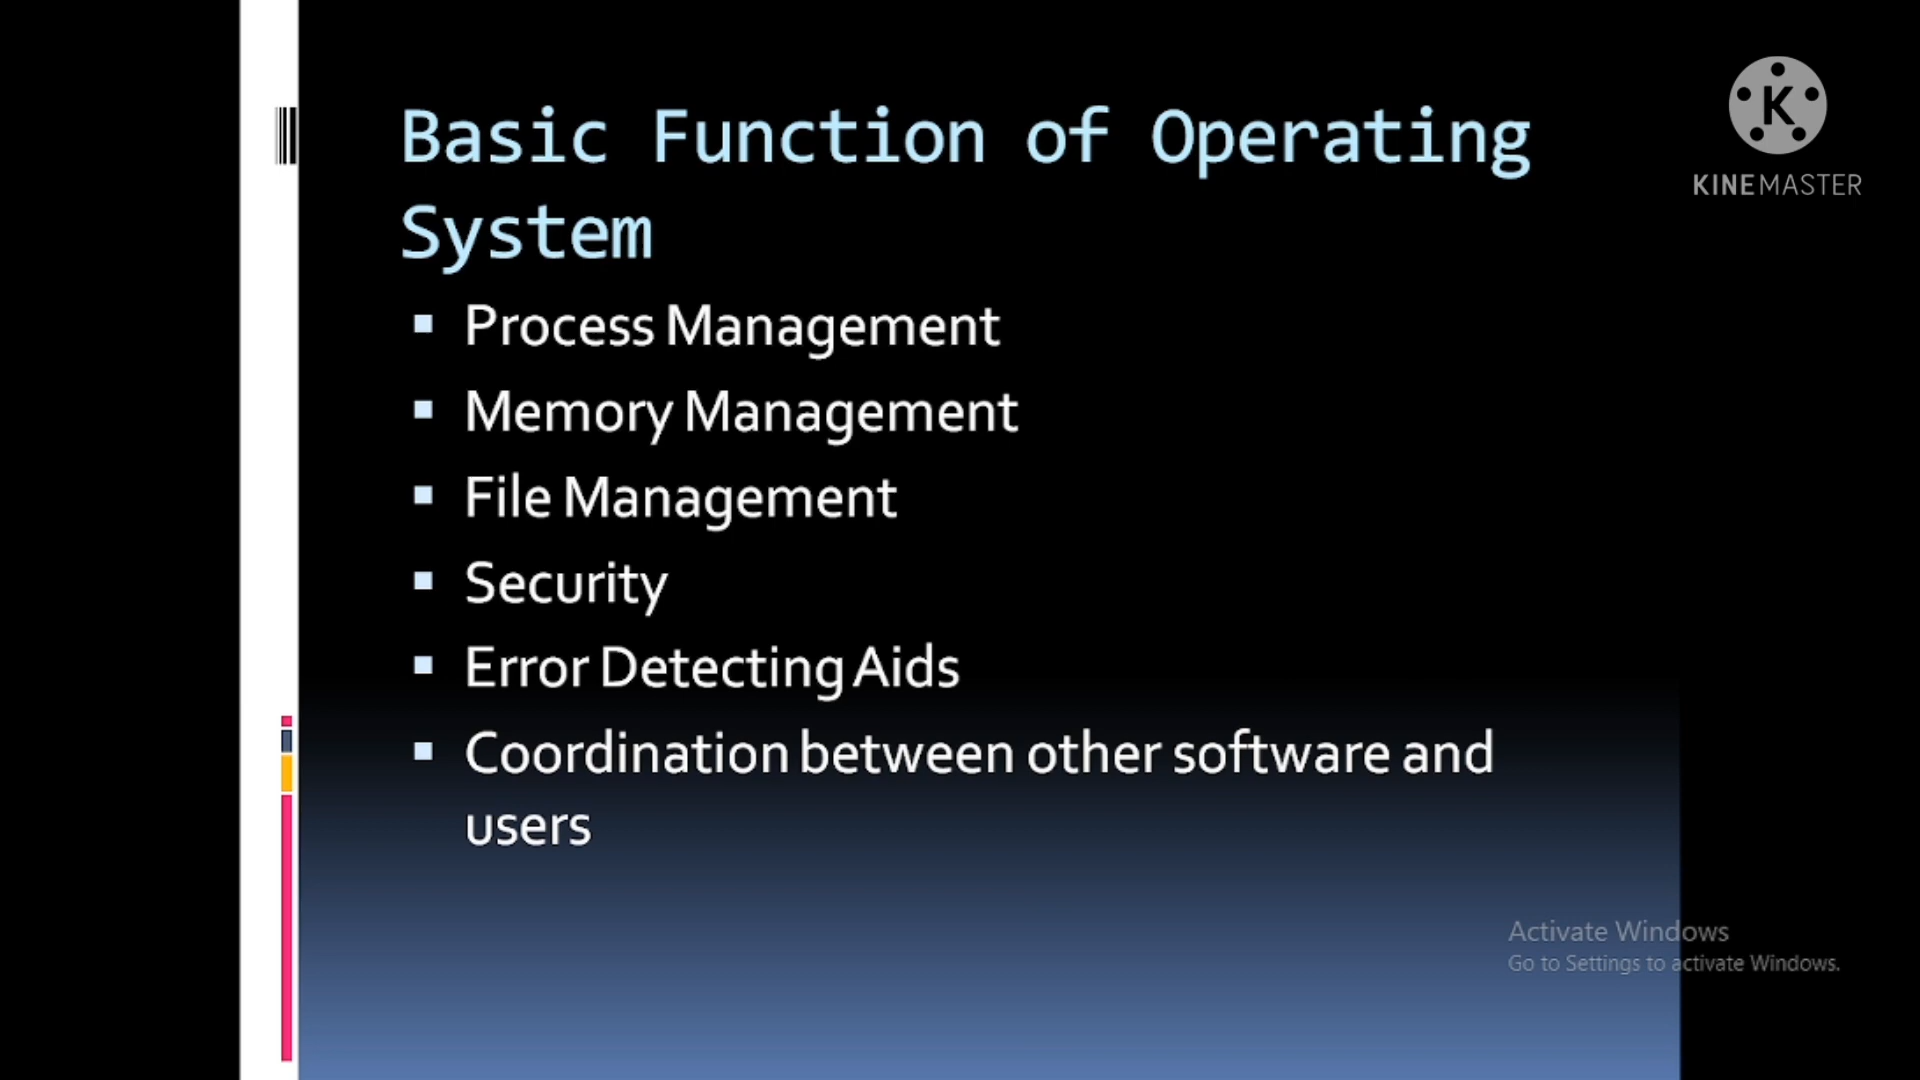 Basic Function of Operating
System
Process Management
Memory Management
File Management
Security
Error Detecting Aids
Coordination between other software and
users
K
KINEMASTER
Activate Windows
Go to Settings to activate Windows.